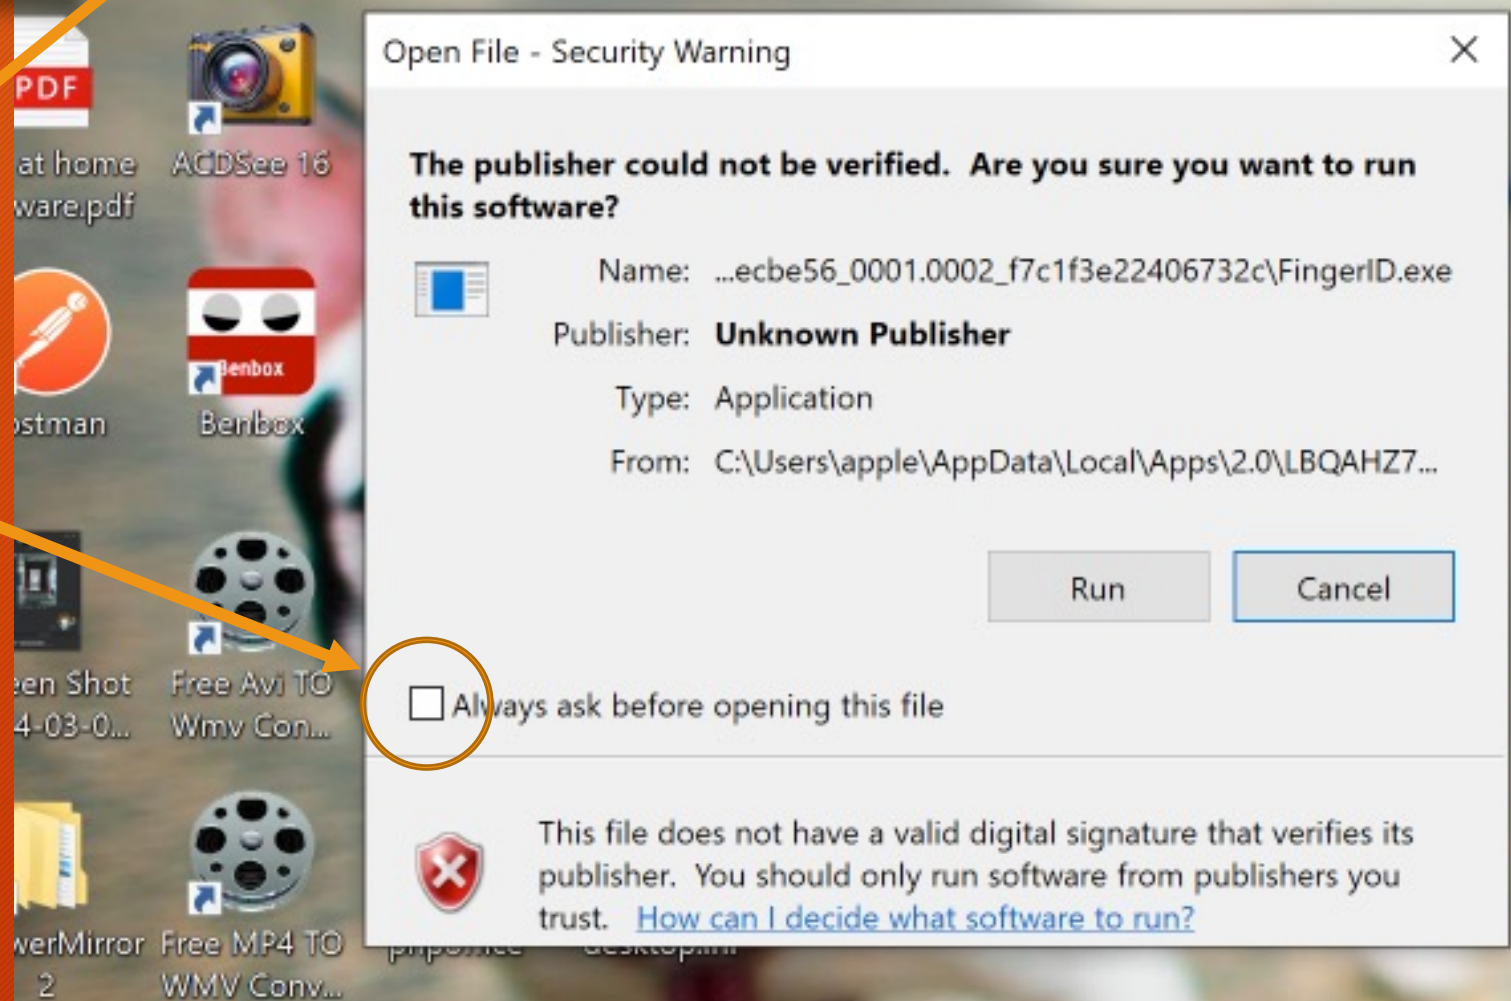 PDF
at home
ware.pdf
ACDSee 16
ostman
Benbox
Benbox
een Shot
4-03-0...
Free Avi TO
Wmv Con...
werMirror
2
Free MP4 TO
WMV Conv...
Open File - Security Warning
The publisher could not be verified. Are you sure you want to run
this software?
Name: ...ecbe56_0001.0002_f7c1f3e22406732c\FingerID.exe
Publisher: Unknown Publisher
Type: Application
From: C:\Users\apple\AppData\Local\Apps\2.0\LBQAHZ7...
Run
Cancel
Always ask before opening this file
This file does not have a valid digital signature that verifies its
publisher. You should only run software from publishers you
trust. How can I decide what software to run?